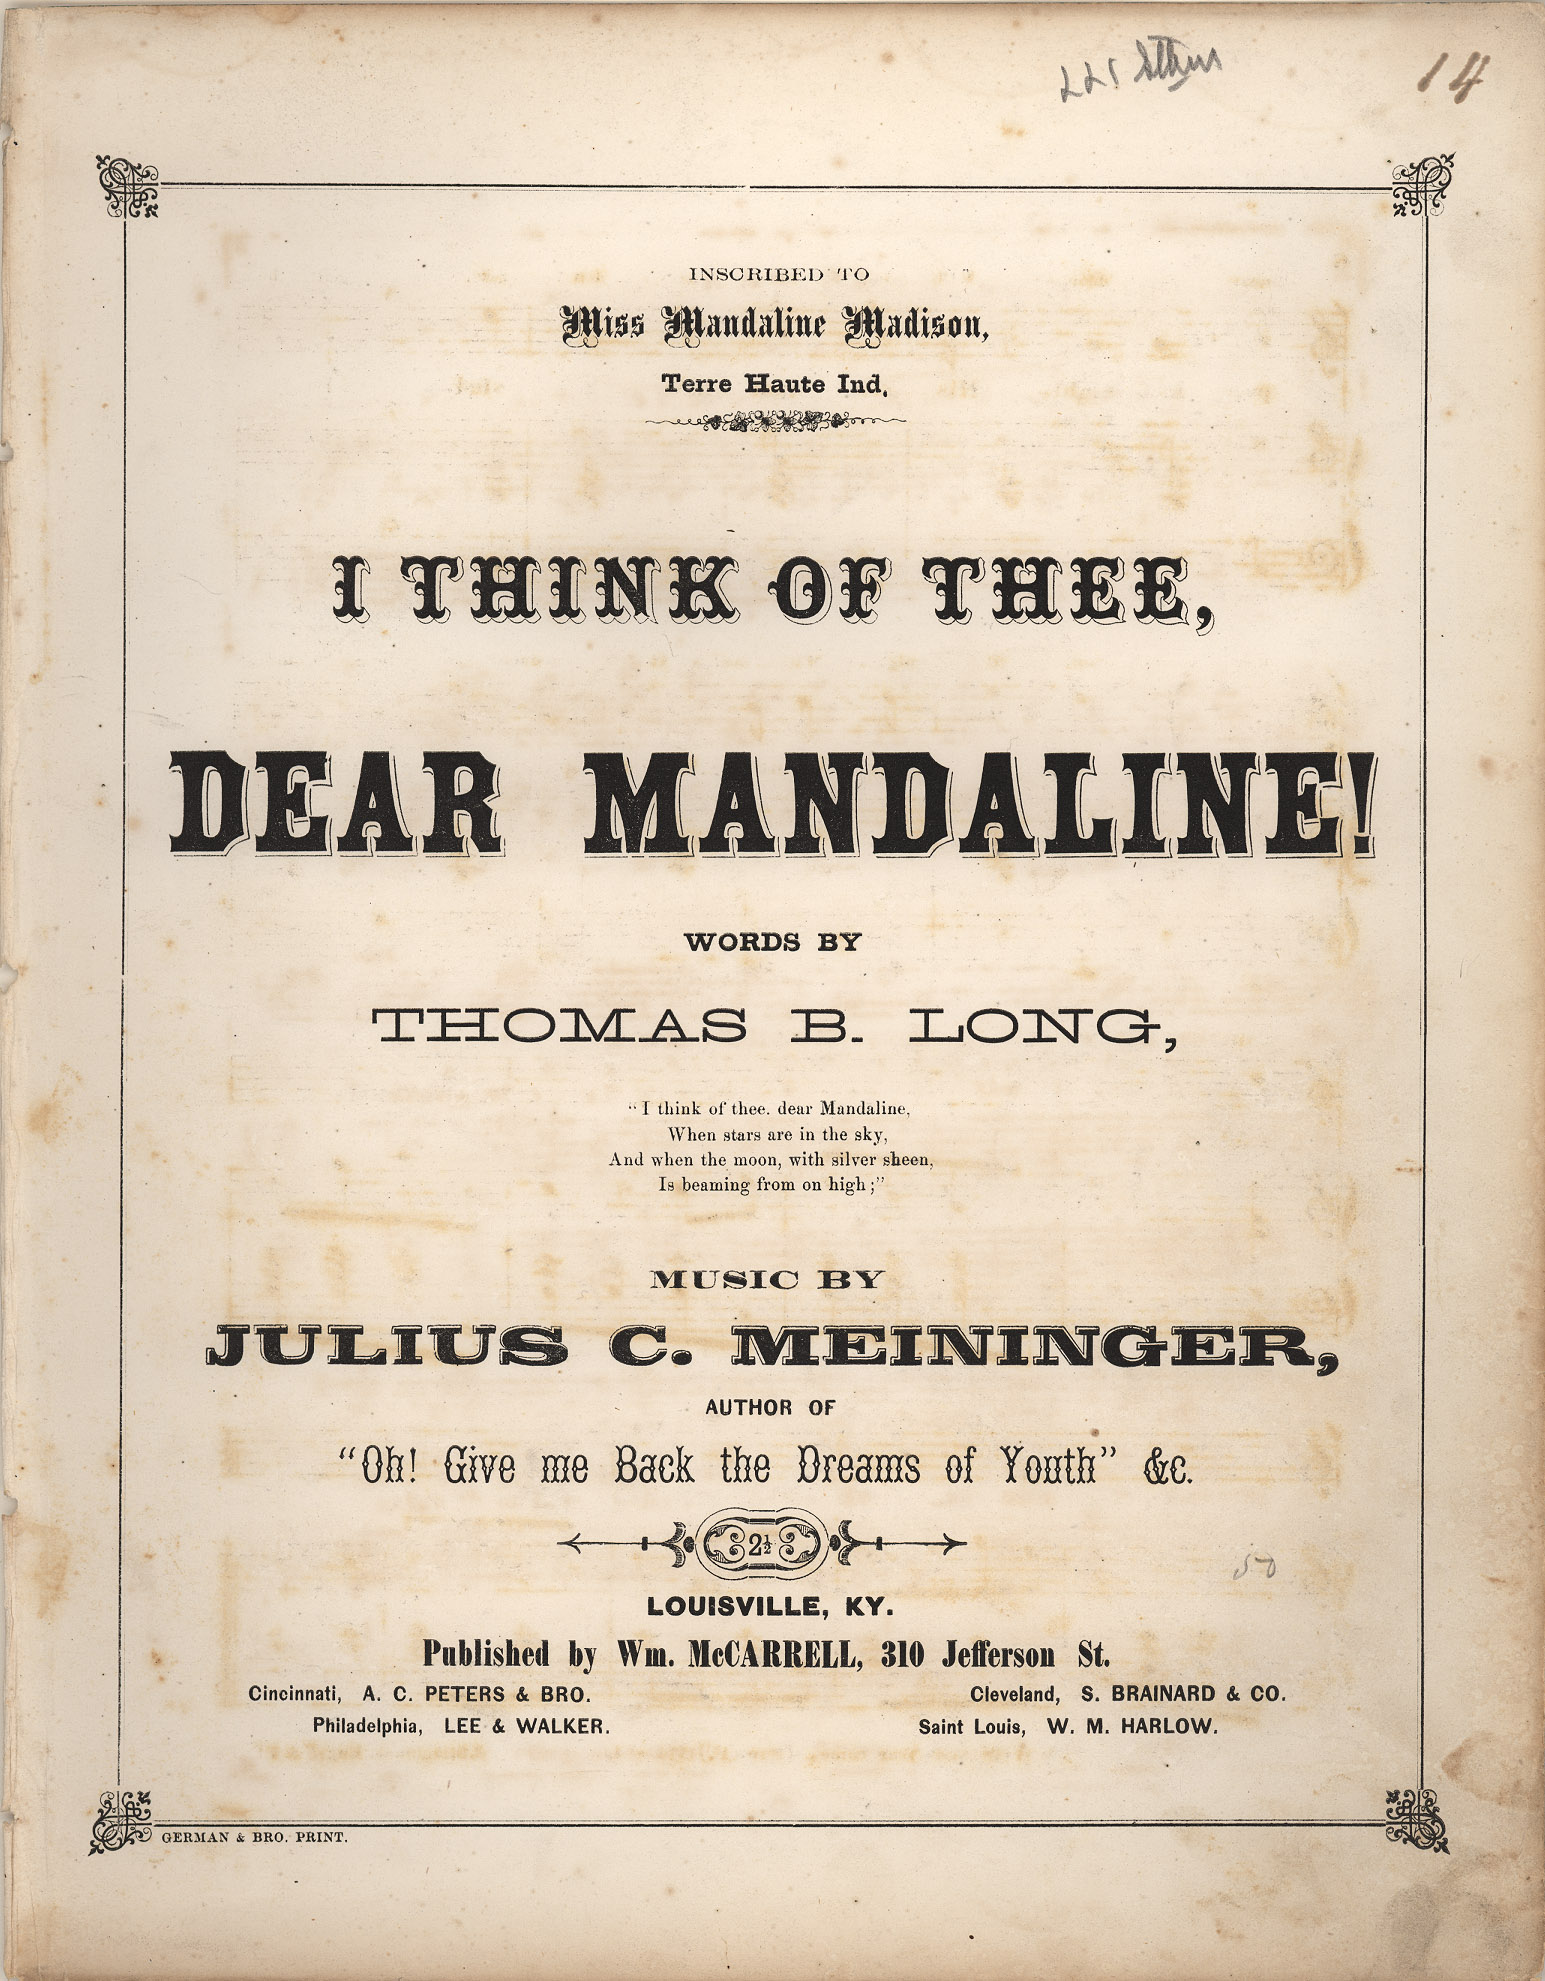 14
INSCRIBED TO
Miss Mandaline Madison,
Terre Haute Ind.
I THINK OF THEE,
DEAR MANDALINE!
WORDS BY
THOMAS B. LONG,
"I think of thee. dear Mandaline,
When stars are in the sky,
And when the moon, with silver sheen,
Is beaming from on high;"
MUSIC BY
JULIUS C. MEININGER,
AUTHOR OF
"Oh! Give me Back the Dreams of Youth" &c.
2½
50
LOUISVILLE, KY.
Published by Wm. McCARRELL, 310 Jefferson St.
Cincinnati, A. C. PETERS & BRO. Cleveland, S. BRAINARD & CO.
Philadelphia, LEE & WALKER. Saint Louis, W. M. HARLOW.
GERMAN & BRO. PRINT.